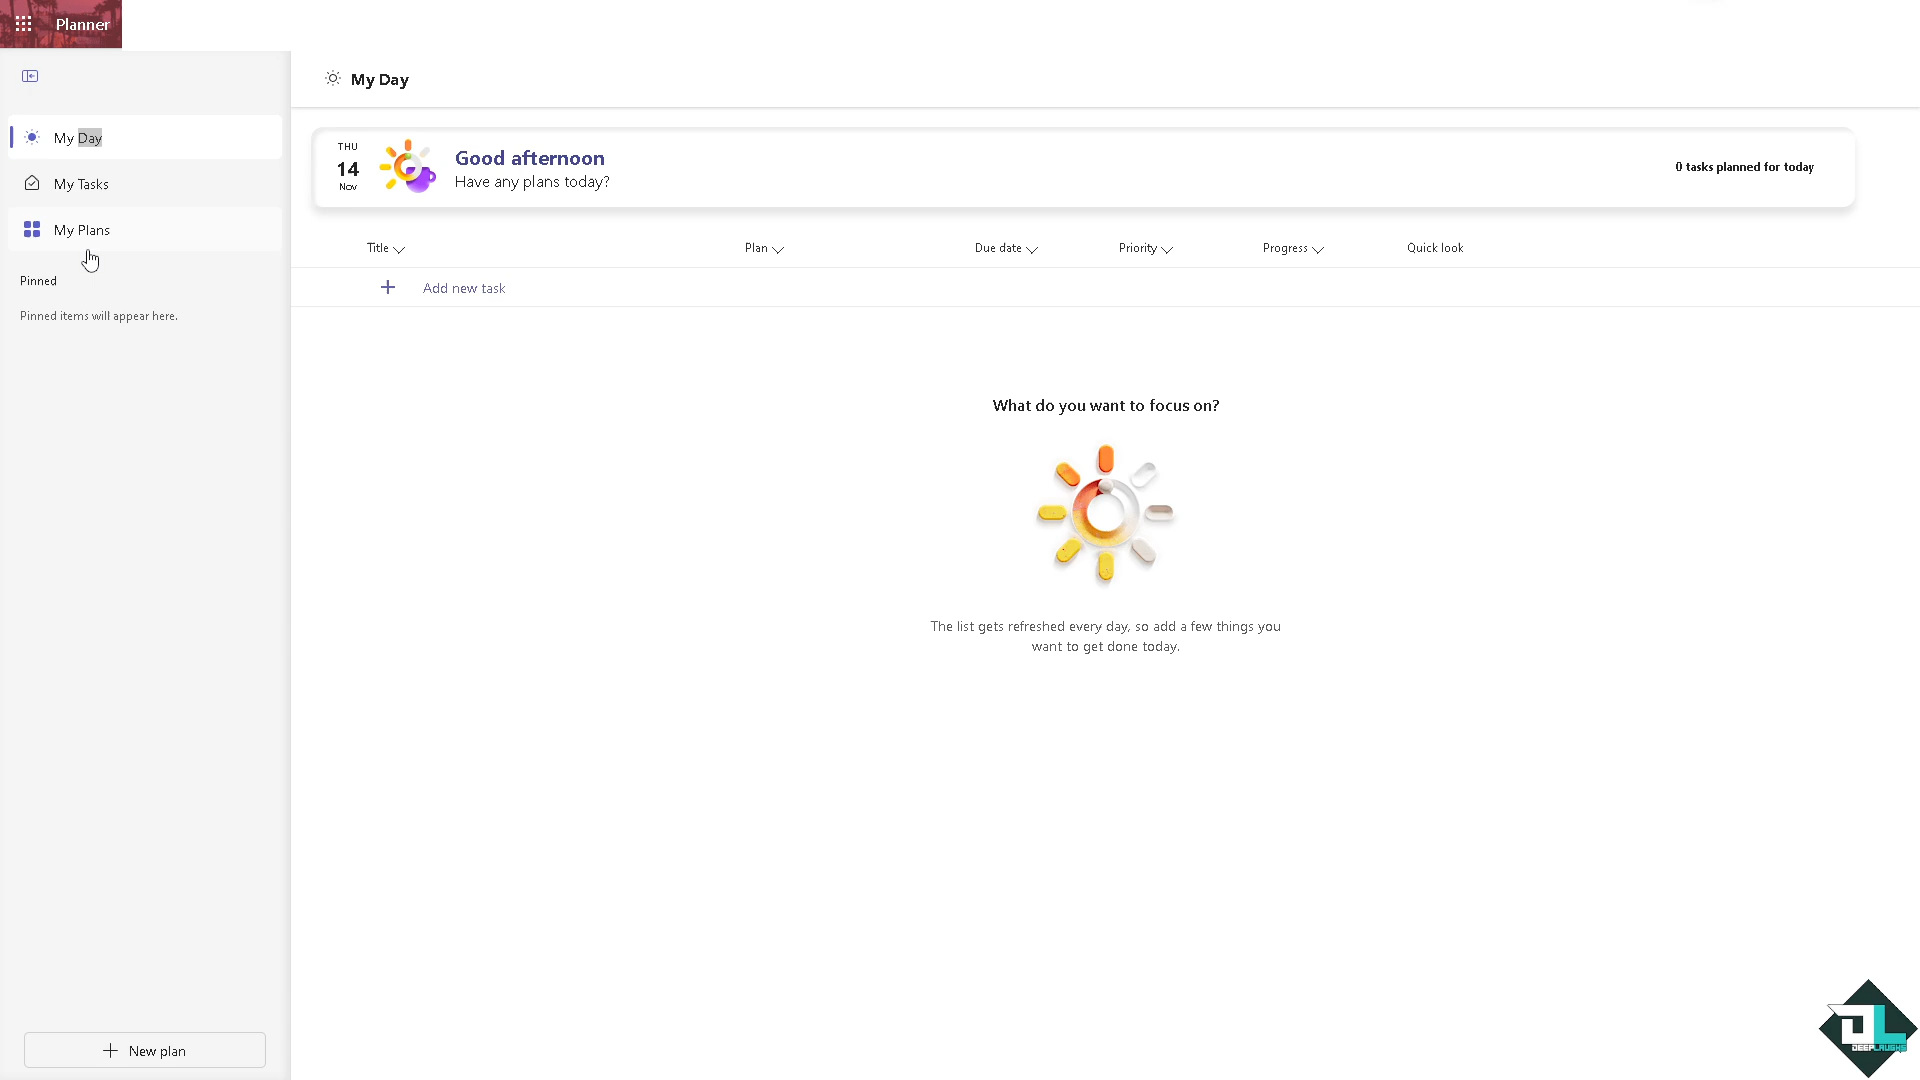 Planner
My Day
My Tasks
My Plans
Pinned
Pinned items will appear here.
New plan
My Day
THU
14
Nov
Good afternoon
Have any plans today?
0 tasks planned for today
Title Plan Due date Priority Progress Quick look
Add new task
What do you want to focus on?
The list gets refreshed every day, so add a few things you
want to get done today.
DEEPLAUGHS